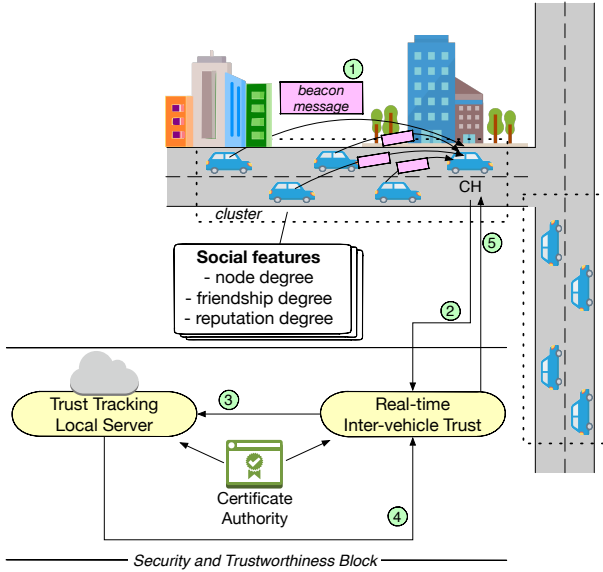 1
beacon
message
CH
cluster
5
Social features
- node degree
- friendship degree
- reputation degree
2
Trust Tracking
Local Server
3
Real-time
Inter-vehicle Trust
Certificate
Authority
4
Security and Trustworthiness Block